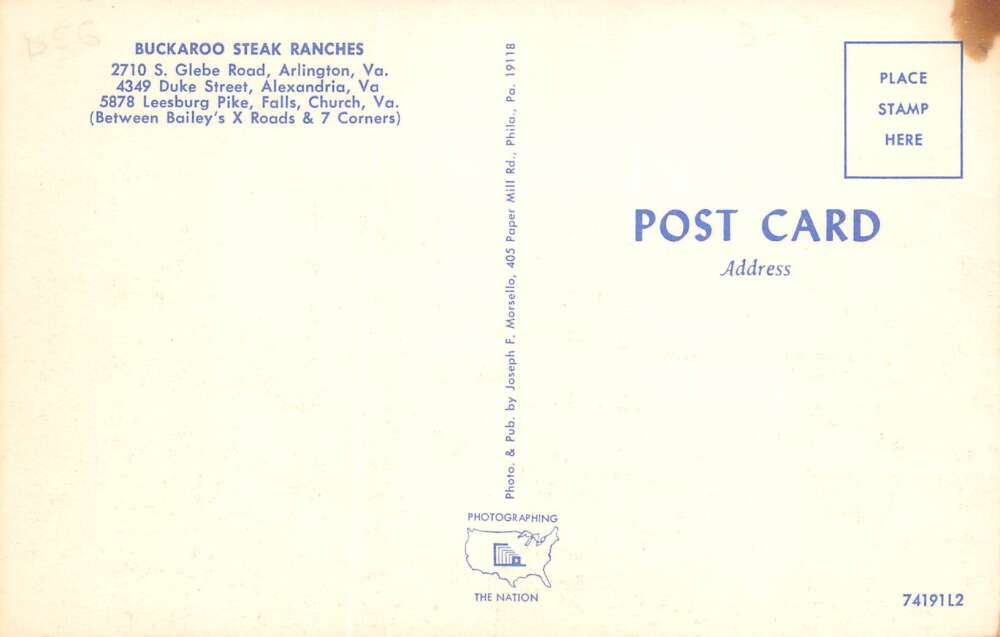 BUCKAROO STEAK RANCHES
2710 S. Glebe Road, Arlington, Va.
4349 Duke Street, Alexandria, Va
5878 Leesburg Pike, Falls, Church, Va.
(Between Bailey's X Roads & 7 Corners)
Photo. & Pub. by Joseph F. Morsello, 405 Paper Mill Rd., Phila., Pa. 19118
PLACE
STAMP
HERE
POST CARD
Address
PHOTOGRAPHING
THE NATION
74191L2